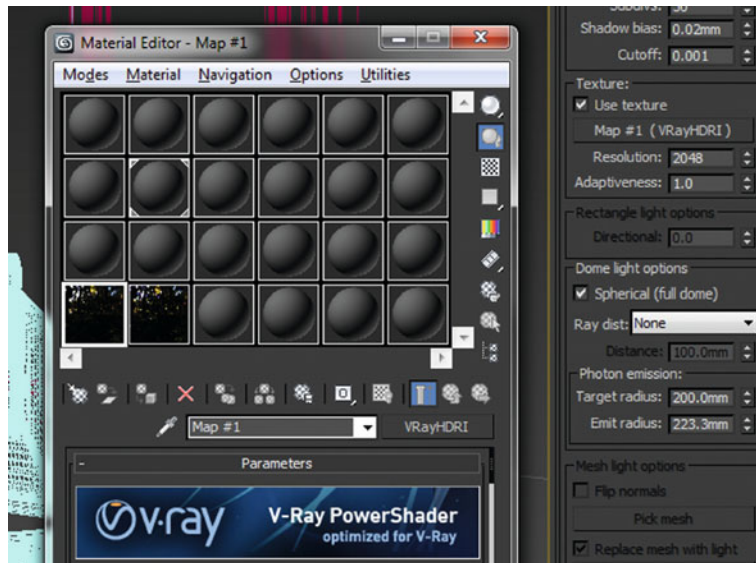 Material Editor - Map #1
Modes Material Navigation Options Utilities
Map #1
VRayHDRI
- Parameters
V·ray
V-Ray PowerShader
optimized for V-Ray
Subdivs: 50
Shadow bias: 0.02mm
Cutoff: 0.001
Texture:
Use texture
Map #1 ( VRayHDRI )
Resolution: 2048
Adaptiveness: 1.0
Rectangle light options
Directional: 0.0
Dome light options
Spherical (full dome)
Ray dist: None
Distance: 100.0mm
Photon emission:
Target radius: 200.0mm
Emit radius: 223.3mm
Mesh light options
Flip normals
Pick mesh
Replace mesh with light